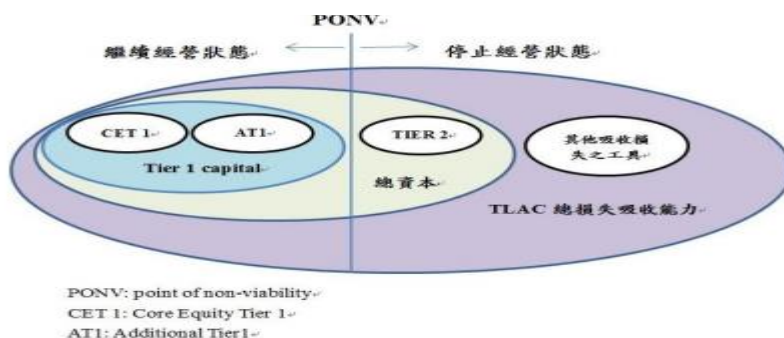 PONV
繼續經營狀態
停止經營狀態
CET 1
AT1
TIER 2
其他吸收損
失之工具
Tier 1 capital
總資本
TLAC 總損失吸收能力
PONV: point of non-viability
CET 1: Core Equity Tier 1
AT1: Additional Tier1